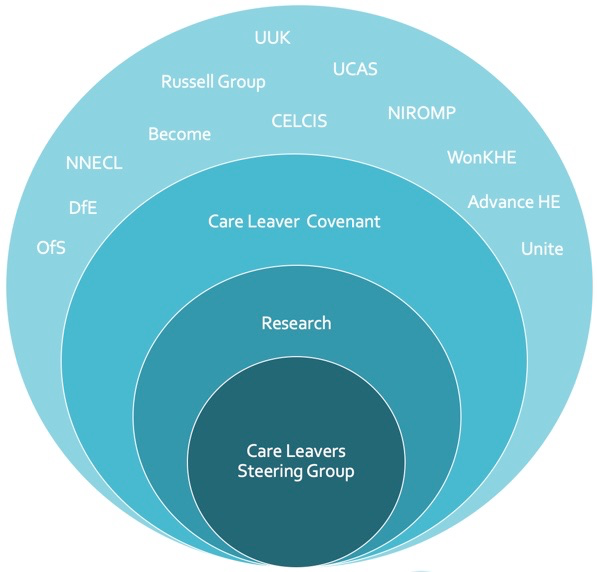 UUK
UCAS
Russell Group
NIROMP
CELCIS
Become
WonKHE
NNECL
Advance HE
DfE
OfS
Unite
Care Leaver Covenant
Research
Care Leavers
Steering Group